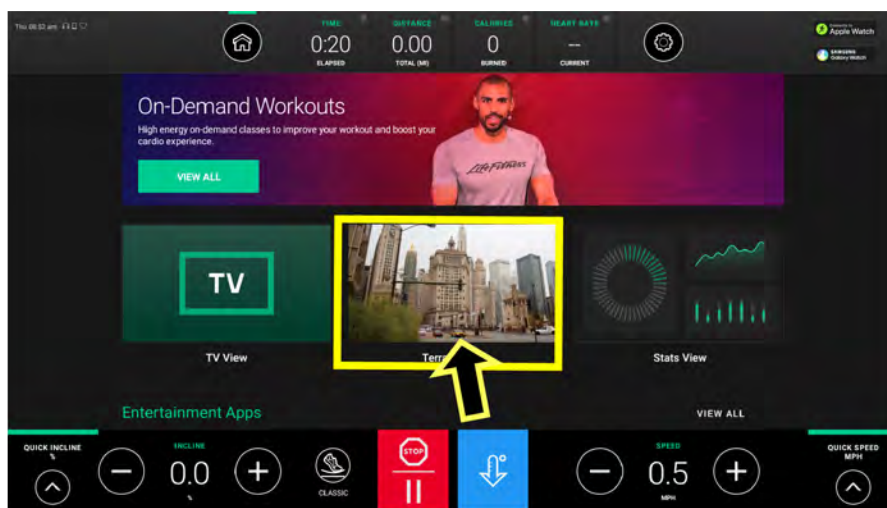 Thu 08:53 am
TIME
0:20
ELAPSED
DISTANCE
0.00
TOTAL (MI)
CALORIES
0
BURNED
HEART RATE
--
CURRENT
Apple Watch
SAMSUNG
Galaxy Watch
On-Demand Workouts
High energy on-demand classes to improve your workout and boost your
cardio experience.
VIEW ALL
LifeFitness
TV
TV View
Terra
Stats View
Entertainment Apps
VIEW ALL
QUICK INCLINE
%
INCLINE
0.0
%
CLASSIC
STOP
SPEED
0.5
MPH
QUICK SPEED
MPH